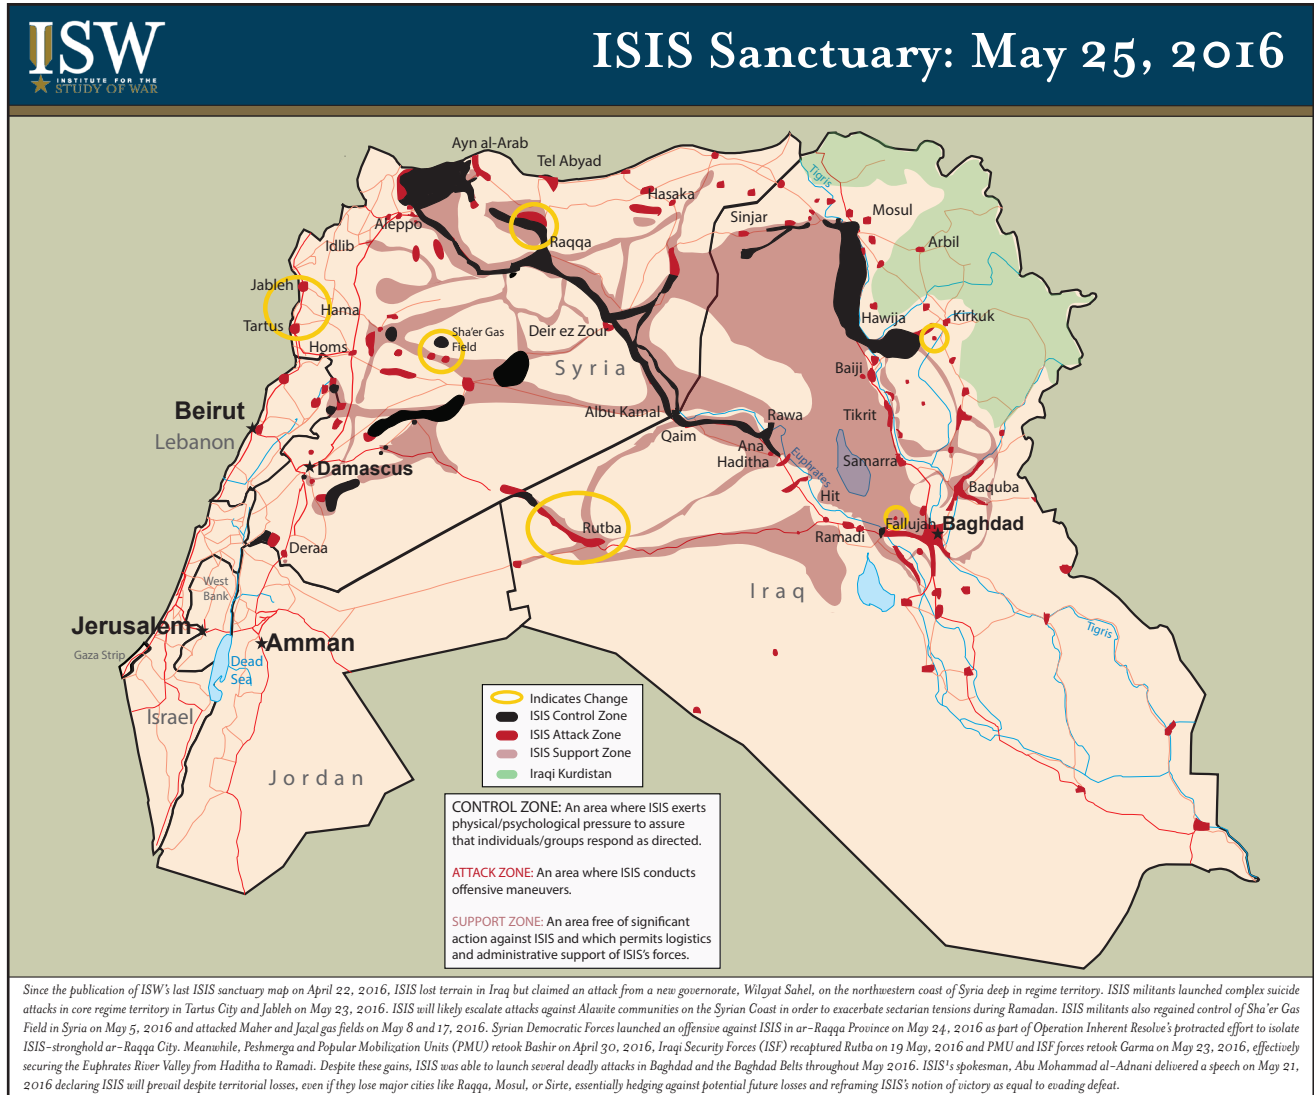 ISW
INSTITUTE FOR THE
STUDY OF WAR
ISIS Sanctuary: May 25, 2016
Ayn al-Arab
Tel Abyad
Tigris
Hasaka
Sinjar
Mosul
Aleppo
Arbil
Idlib
Raqqa
Jableh
Hama
Tartus
Hawija
Kirkuk
Sha'er Gas
Field
Deir ez Zour
Homs
Syria
Baiji
Beirut
Albu Kamal
Rawa
Tikrit
Lebanon
Qaim
Ana
Haditha
Euphrates
Samarra
Damascus
Hit
Baquba
Rutba
Fallujah
Baghdad
Ramadi
Deraa
West
Bank
Iraq
Jerusalem
Tigris
Amman
Gaza Strip
Dead
Sea
Israel
Jordan
Indicates Change
ISIS Control Zone
ISIS Attack Zone
ISIS Support Zone
Iraqi Kurdistan
CONTROL ZONE: An area where ISIS exerts
physical/psychological pressure to assure
that individuals/groups respond as directed.
ATTACK ZONE: An area where ISIS conducts
offensive maneuvers.
SUPPORT ZONE: An area free of significant
action against ISIS and which permits logistics
and administrative support of ISIS's forces.
Since the publication of ISW's last ISIS sanctuary map on April 22, 2016, ISIS lost terrain in Iraq but claimed an attack from a new governorate, Wilayat Sahel, on the northwestern coast of Syria deep in regime territory. ISIS militants launched complex suicide
attacks in core regime territory in Tartus City and Jableh on May 23, 2016. ISIS will likely escalate attacks against Alawite communities on the Syrian Coast in order to exacerbate sectarian tensions during Ramadan. ISIS militants also regained control of Sha'er Gas
Field in Syria on May 5, 2016 and attacked Maher and Jazal gas fields on May 8 and 17, 2016. Syrian Democratic Forces launched an offensive against ISIS in ar-Raqqa Province on May 24, 2016 as part of Operation Inherent Resolve's protracted effort to isolate
ISIS-stronghold ar-Raqqa City. Meanwhile, Peshmerga and Popular Mobilization Units (PMU) retook Bashir on April 30, 2016, Iraqi Security Forces (ISF) recaptured Rutba on 19 May, 2016 and PMU and ISF forces retook Garma on May 23, 2016, effectively
securing the Euphrates River Valley from Haditha to Ramadi. Despite these gains, ISIS was able to launch several deadly attacks in Baghdad and the Baghdad Belts throughout May 2016. ISIS's spokesman, Abu Mohammad al-Adnani delivered a speech on May 21,
2016 declaring ISIS will prevail despite territorial losses, even if they lose major cities like Raqqa, Mosul, or Sirte, essentially hedging against potential future losses and reframing ISIS's notion of victory as equal to evading defeat.